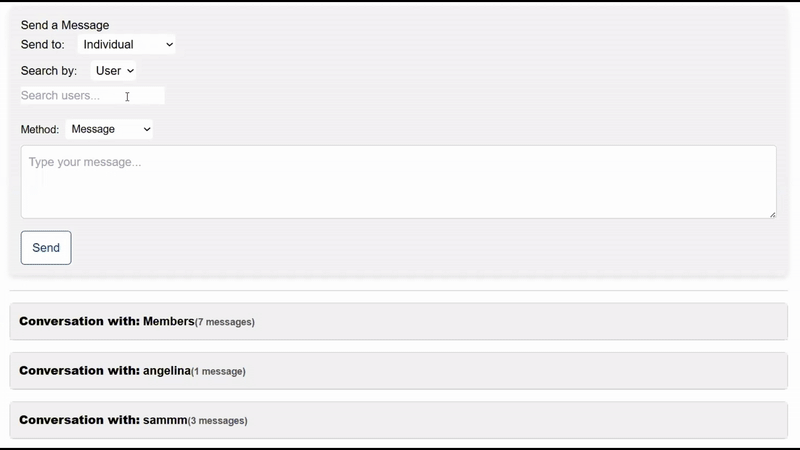 Send a Message
Send to: Individual
Search by: User
Search users...
Method: Message
Type your message...
Send
Conversation with: Members(7 messages)
Conversation with: angelina(1 message)
Conversation with: sammm(3 messages)